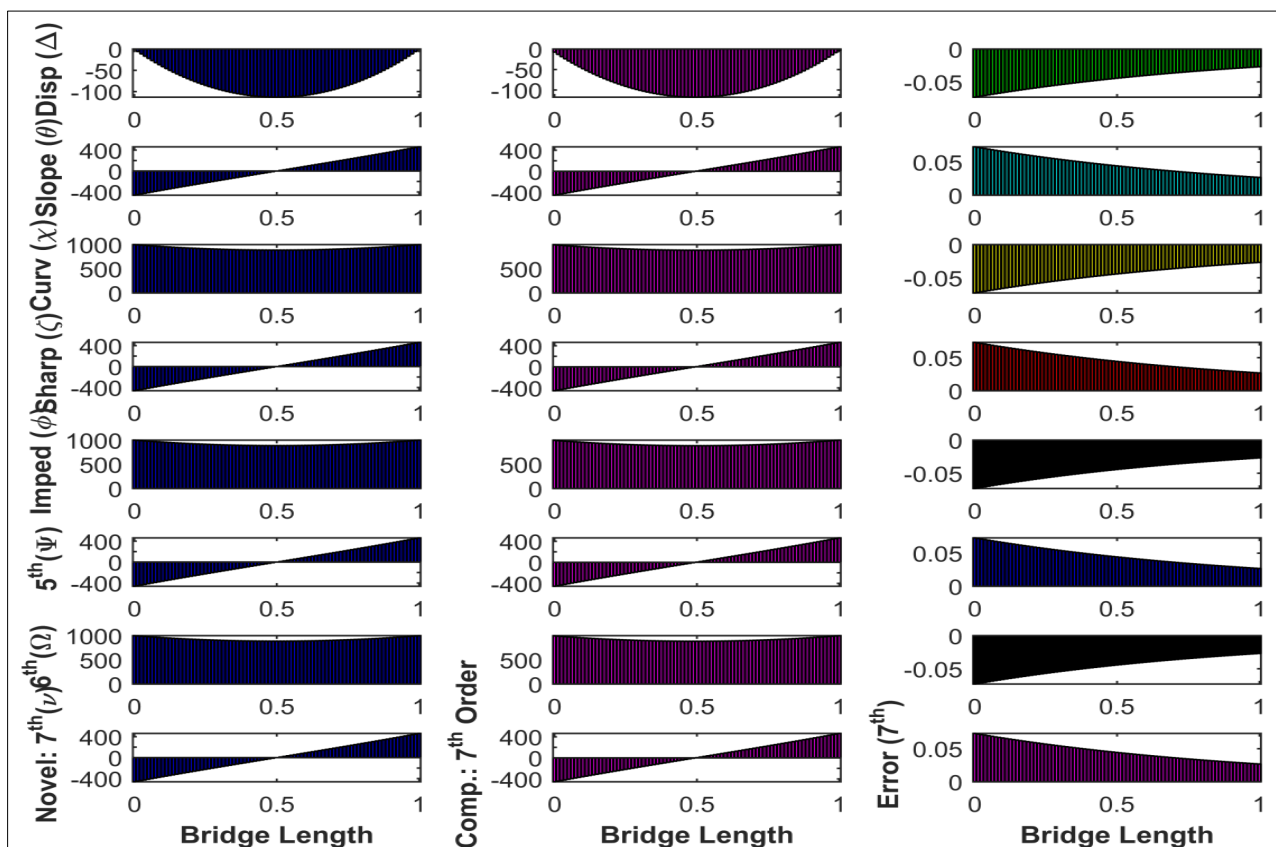 Disp (Δ)
0
-50
-100
0 0.5 1
0
-50
-100
0 0.5 1
0
-0.05
0 0.5 1
Slope (θ)
400
0
-400
0 0.5 1
400
0
-400
0 0.5 1
0.05
0
0 0.5 1
Curv (χ)
1000
500
0
0 0.5 1
500
0
0 0.5 1
0
-0.05
0 0.5 1
Sharp (ζ)
400
0
-400
0 0.5 1
400
0
-400
0 0.5 1
0.05
0
0 0.5 1
Imped (ϕ)
1000
500
0
0 0.5 1
500
0
0 0.5 1
0
-0.05
0 0.5 1
5th(Ψ)
400
0
-400
0 0.5 1
400
0
-400
0 0.5 1
0.05
0
0 0.5 1
6th(Ω)
1000
500
0
0 0.5 1
500
0
0 0.5 1
0
-0.05
0 0.5 1
Novel: 7th(ν)
400
0
-400
0 0.5 1
Bridge Length
Comp.: 7th Order
400
0
-400
0 0.5 1
Bridge Length
Error (7th)
0.05
0
0 0.5 1
Bridge Length